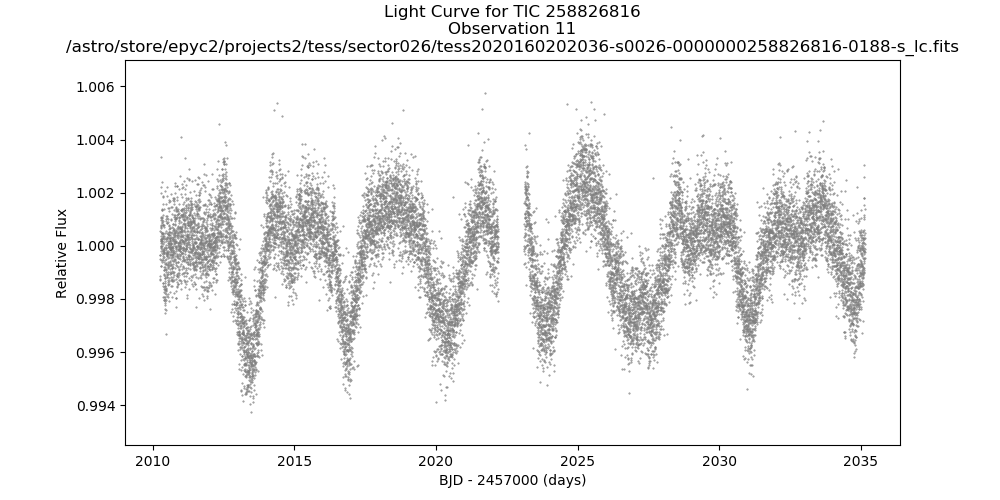 Light Curve for TIC 258826816
Observation 11
/astro/store/epyc2/projects2/tess/sector026/tess2020160202036-s0026-0000000258826816-0188-s_lc.fits
1.006
1.004
1.002
1.000
0.998
0.996
0.994
Relative Flux
2010 2015 2020 2025 2030 2035
BJD - 2457000 (days)